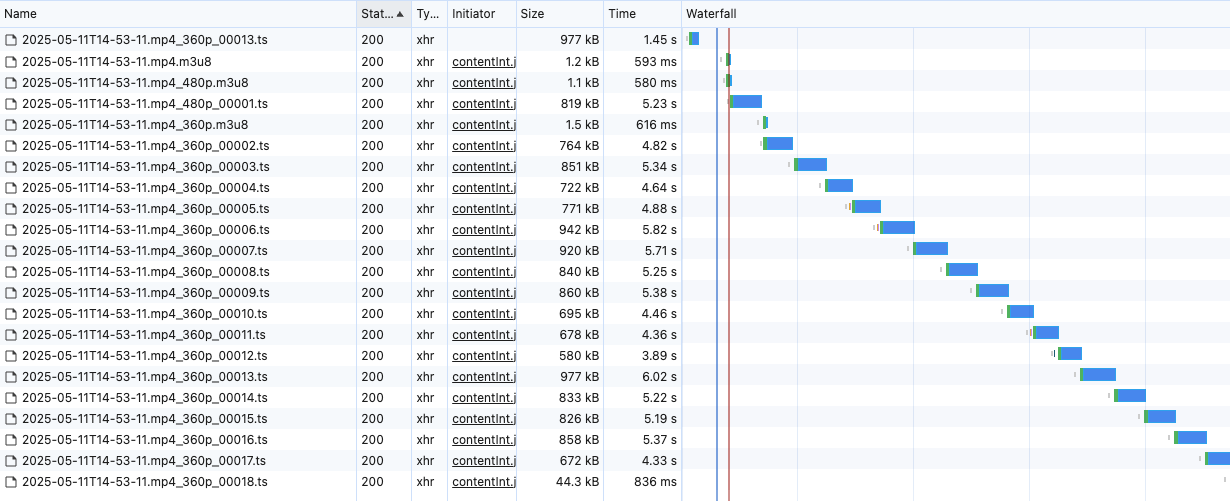 Name Stat... Ty... Initiator Size Time Waterfall
2025-05-11T14-53-11.mp4_360p_00013.ts 200 xhr 977 kB 1.45 s
2025-05-11T14-53-11.mp4.m3u8 200 xhr contentInt.j 1.2 kB 593 ms
2025-05-11T14-53-11.mp4_480p.m3u8 200 xhr contentInt.j 1.1 kB 580 ms
2025-05-11T14-53-11.mp4_480p_00001.ts 200 xhr contentInt.j 819 kB 5.23 s
2025-05-11T14-53-11.mp4_360p.m3u8 200 xhr contentInt.j 1.5 kB 616 ms
2025-05-11T14-53-11.mp4_360p_00002.ts 200 xhr contentInt.j 764 kB 4.82 s
2025-05-11T14-53-11.mp4_360p_00003.ts 200 xhr contentInt.j 851 kB 5.34 s
2025-05-11T14-53-11.mp4_360p_00004.ts 200 xhr contentInt.j 722 kB 4.64 s
2025-05-11T14-53-11.mp4_360p_00005.ts 200 xhr contentInt.j 771 kB 4.88 s
2025-05-11T14-53-11.mp4_360p_00006.ts 200 xhr contentInt.j 942 kB 5.82 s
2025-05-11T14-53-11.mp4_360p_00007.ts 200 xhr contentInt.j 920 kB 5.71 s
2025-05-11T14-53-11.mp4_360p_00008.ts 200 xhr contentInt.j 840 kB 5.25 s
2025-05-11T14-53-11.mp4_360p_00009.ts 200 xhr contentInt.j 860 kB 5.38 s
2025-05-11T14-53-11.mp4_360p_00010.ts 200 xhr contentInt.j 695 kB 4.46 s
2025-05-11T14-53-11.mp4_360p_00011.ts 200 xhr contentInt.j 678 kB 4.36 s
2025-05-11T14-53-11.mp4_360p_00012.ts 200 xhr contentInt.j 580 kB 3.89 s
2025-05-11T14-53-11.mp4_360p_00013.ts 200 xhr contentInt.j 977 kB 6.02 s
2025-05-11T14-53-11.mp4_360p_00014.ts 200 xhr contentInt.j 833 kB 5.22 s
2025-05-11T14-53-11.mp4_360p_00015.ts 200 xhr contentInt.j 826 kB 5.19 s
2025-05-11T14-53-11.mp4_360p_00016.ts 200 xhr contentInt.j 858 kB 5.37 s
2025-05-11T14-53-11.mp4_360p_00017.ts 200 xhr contentInt.j 672 kB 4.33 s
2025-05-11T14-53-11.mp4_360p_00018.ts 200 xhr contentInt.j 44.3 kB 836 ms